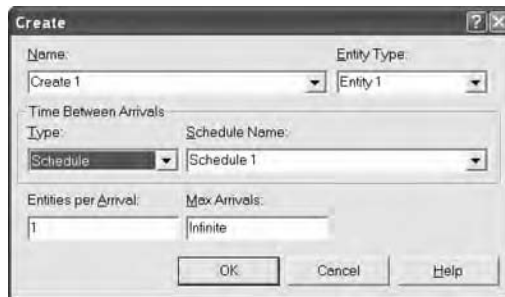 Create
Name: Entity Type:
Create 1 Entity 1
Time Between Arrivals
Type: Schedule Name:
Schedule Schedule 1
Entities per Arrival: Max Arrivals:
1 Infinite
OK Cancel Help